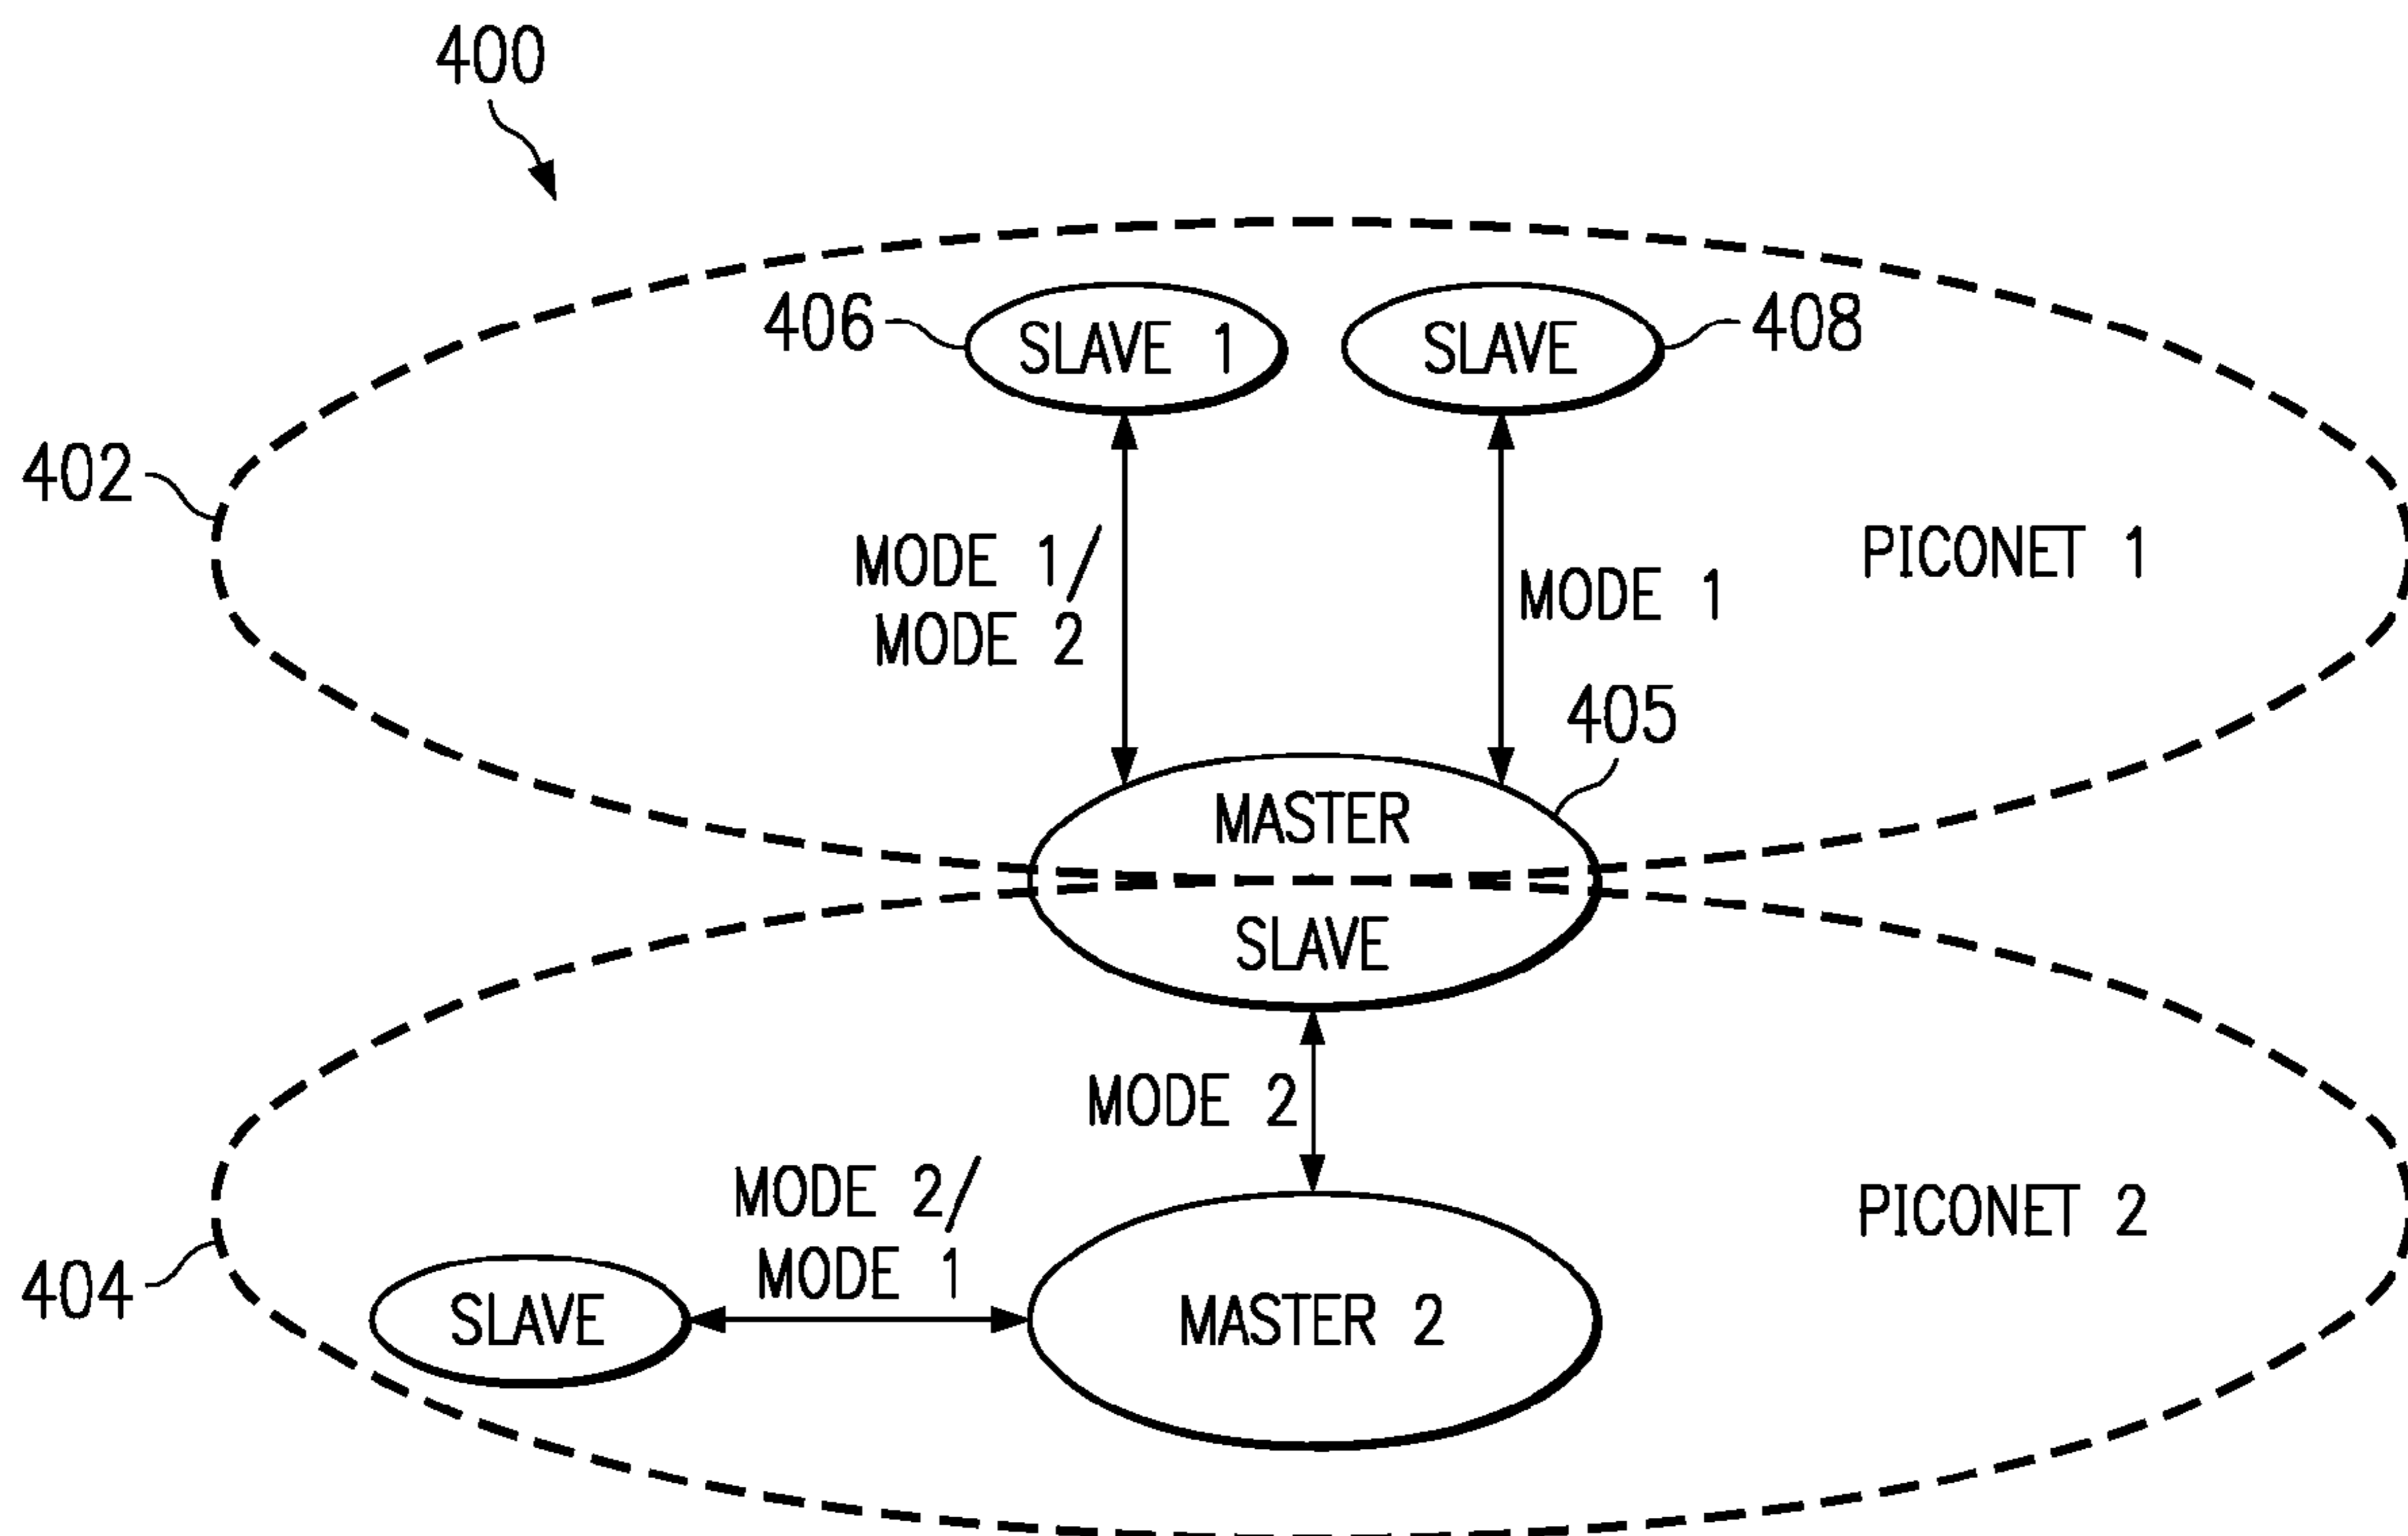 400
406
SLAVE 1
SLAVE
408
402
MODE 1/
MODE 2
MODE 1
PICONET 1
405
MASTER
SLAVE
MODE 2
MODE 2/
MODE 1
PICONET 2
404
SLAVE
MASTER 2